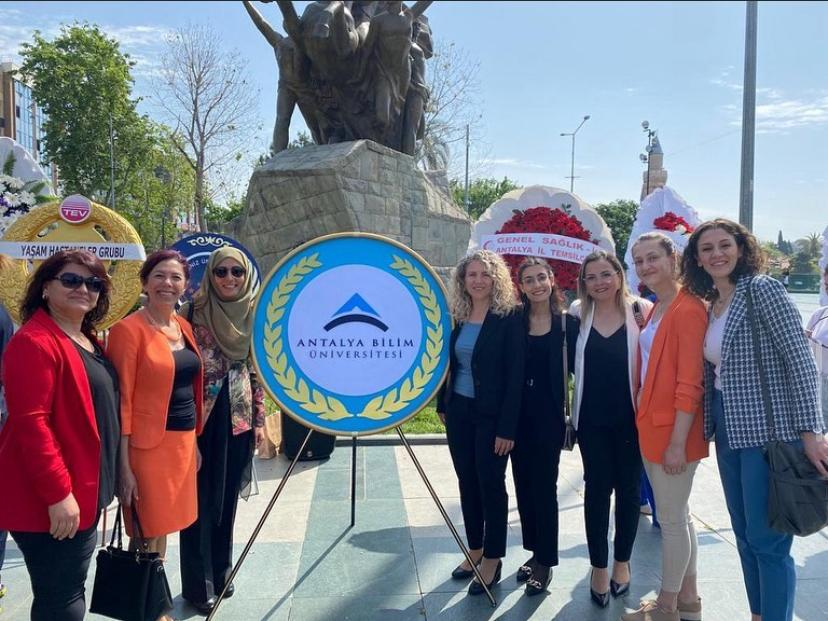 TEV
YAŞAM HASTANELER GRUBU
GENEL SAĞLIK-İŞ
ANTALYA İL TEMSİLC
ANTALYA BİLİM
ÜNİVERSİTESİ